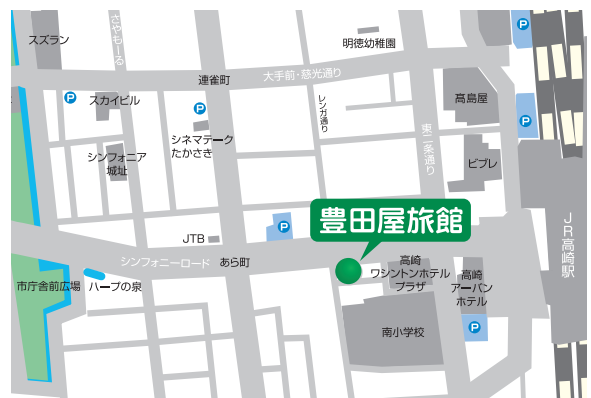 スズラン
さやもーる
P
明徳幼稚園
連雀町
大手前・慈光通り
P
スカイビル
P
レンガ通り
髙島屋
P
シネマテーク
たかさき
東二条通り
シンフォニア
城址
ビブレ
豊田屋旅館
JTB
P
JR高崎駅
シンフォニーロード
あら町
高崎
ワシントンホテル
プラザ
高崎
アーバン
ホテル
市庁舎前広場
ハープの泉
P
南小学校